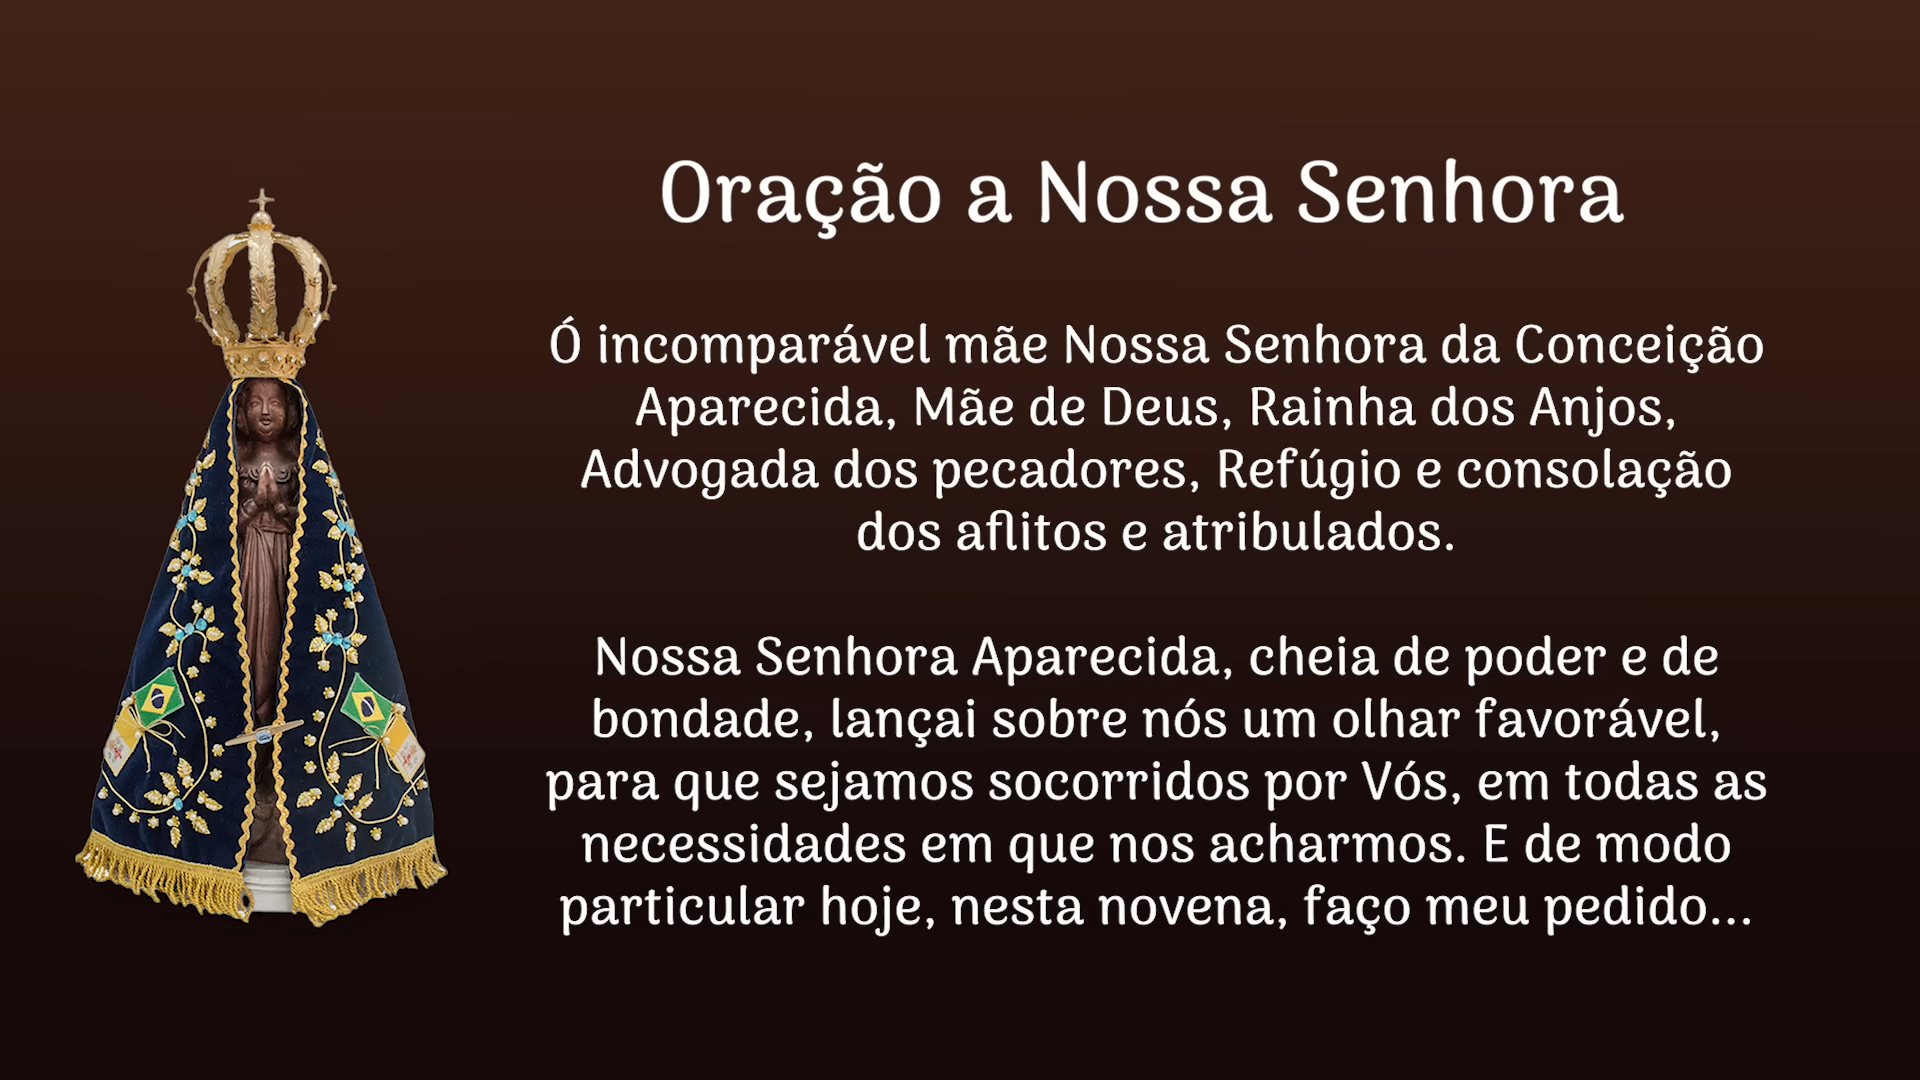 Oração a Nossa Senhora
Ó incomparável mãe Nossa Senhora da Conceição
Aparecida, Mãe de Deus, Rainha dos Anjos,
Advogada dos pecadores, Refúgio e consolação
dos aflitos e atribulados.
Nossa Senhora Aparecida, cheia de poder e de
bondade, lançai sobre nós um olhar favorável,
para que sejamos socorridos por Vós, em todas as
necessidades em que nos acharmos. E de modo
particular hoje, nesta novena, faço meu pedido...